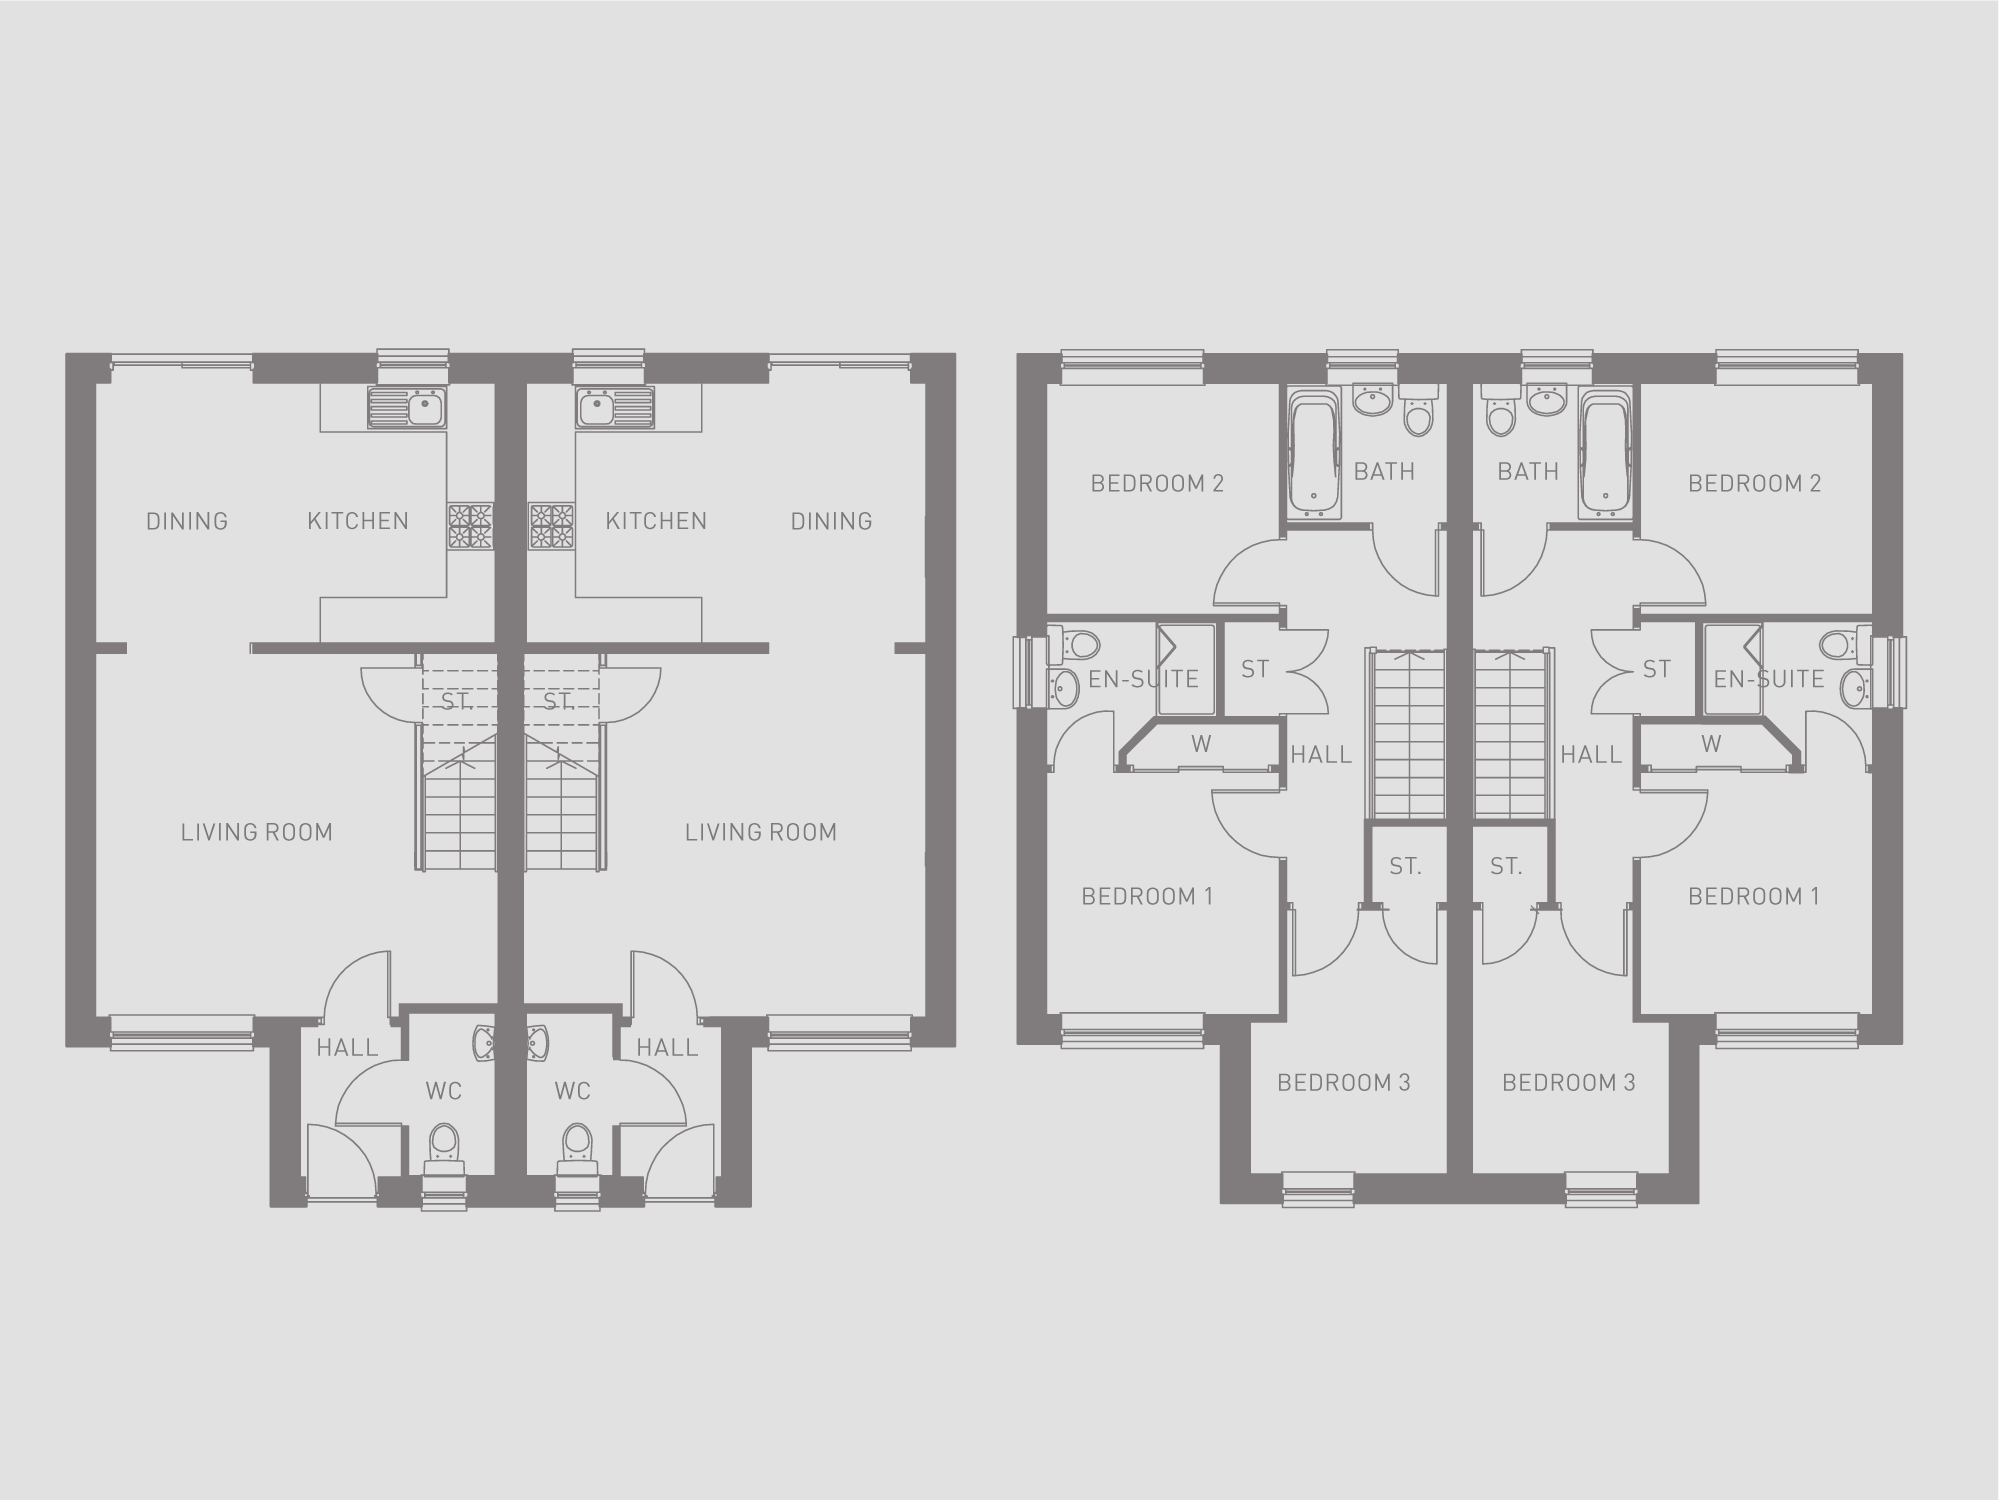 DINING
KITCHEN
KITCHEN
DINING
ST.
ST.
LIVING ROOM
LIVING ROOM
HALL
HALL
WC
WC
BEDROOM 2
BATH
BATH
BEDROOM 2
EN-SUITE
ST
ST
EN-SUITE
W
HALL
HALL
W
BEDROOM 1
ST.
ST.
BEDROOM 1
BEDROOM 3
BEDROOM 3